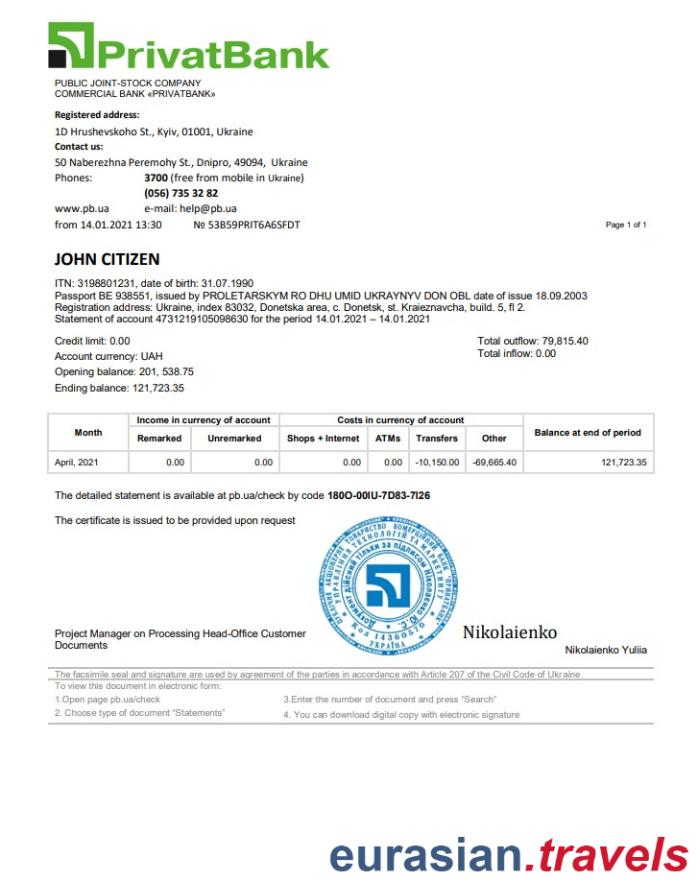 PrivatBank
PUBLIC JOINT-STOCK COMPANY
COMMERCIAL BANK «PRIVATBANK»
Registered address:
1D Hrushevskoho St., Kyiv, 01001, Ukraine
Contact us:
50 Naberezhna Peremohy St., Dnipro, 49094, Ukraine
Phones: 3700 (free from mobile in Ukraine)
(056) 735 32 82
www.pb.ua e-mail: help@pb.ua
from 14.01.2021 13:30 № 53B59PRIT6A6SFDT Page 1 of 1
JOHN CITIZEN
ITN: 3198801231, date of birth: 31.07.1990
Passport BE 938551, issued by PROLETARSKYM RO DHU UMID UKRAYNYV DON OBL date of issue 18.09.2003
Registration address: Ukraine, index 83032, Donetska area, c. Donetsk, st. Kraieznavcha, build. 5, fl 2.
Statement of account 4731219105098630 for the period 14.01.2021 – 14.01.2021
Credit limit: 0.00 Total outflow: 79,815.40
Account currency: UAH Total inflow: 0.00
Opening balance: 201, 538.75
Ending balance: 121,723.35
Month Income in currency of account Costs in currency of account Balance at end of period
Remarked Unremarked Shops + Internet ATMs Transfers Other
April, 2021 0.00 0.00 0.00 0.00 -10,150.00 -69,665.40 121,723.35
The detailed statement is available at pb.ua/check by code 180O-00IU-7D83-7I26
The certificate is issued to be provided upon request
Код 14360570
УКРАЇНА
Nikolaienko
Project Manager on Processing Head-Office Customer
Documents
Nikolaienko Yuliia
The facsimile seal and signature are used by agreement of the parties in accordance with Article 207 of the Civil Code of Ukraine
To view this document in electronic form:
1.Open page pb.ua/check 3.Enter the number of document and press “Search”
2. Choose type of document “Statements” 4. You can download digital copy with electronic signature
eurasian.travels